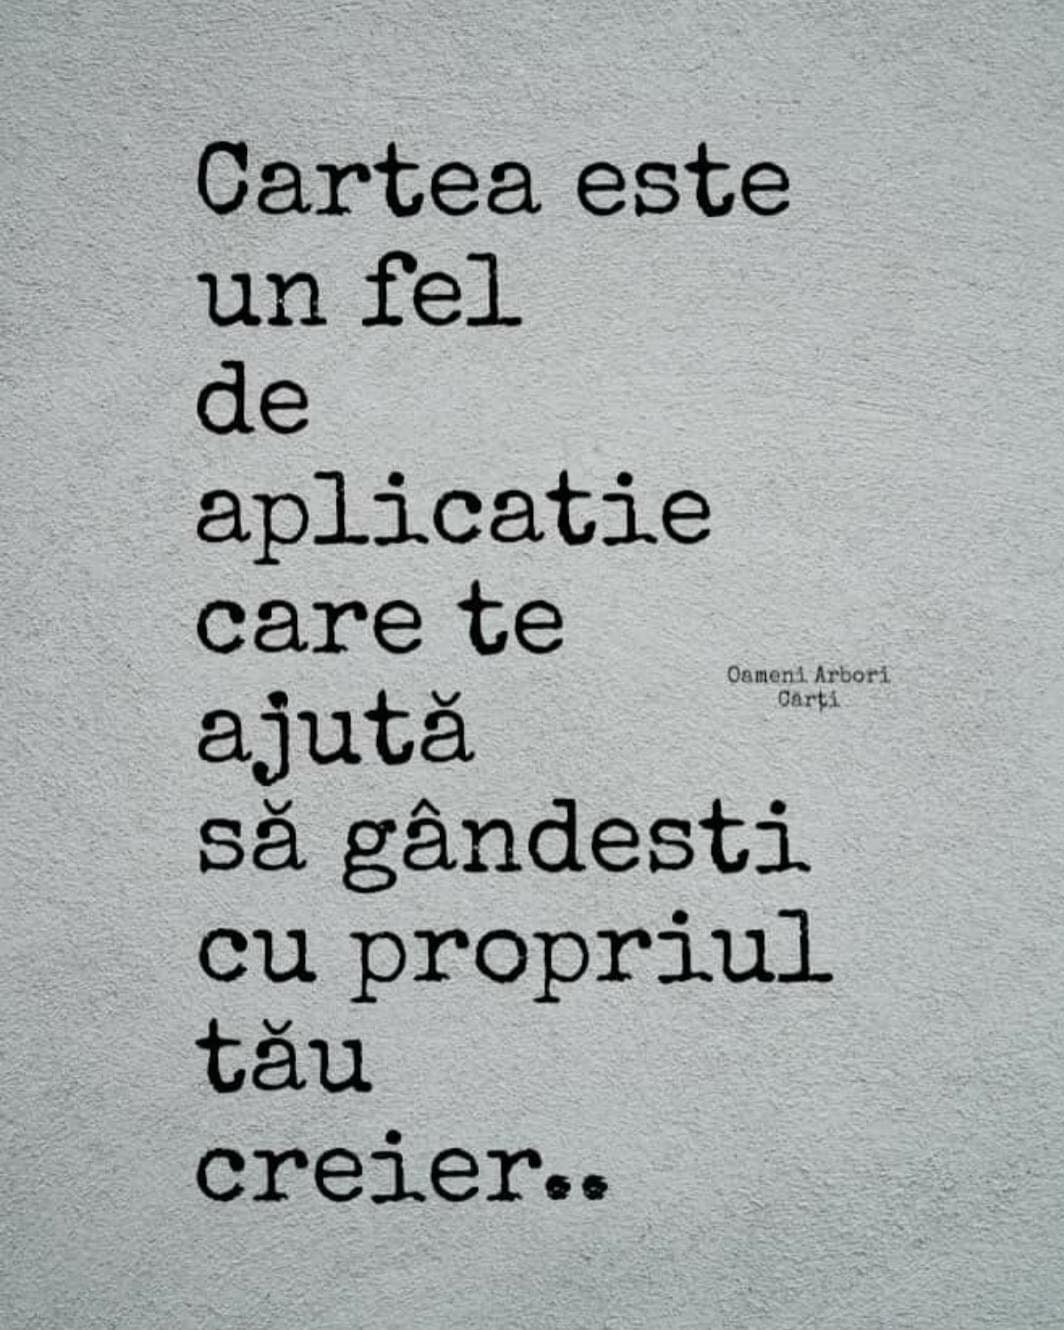 Cartea este
un fel
de
aplicatie
care te
ajută
să gândesti
cu propriul
tău
creier..
Oameni Arbori
Cărți